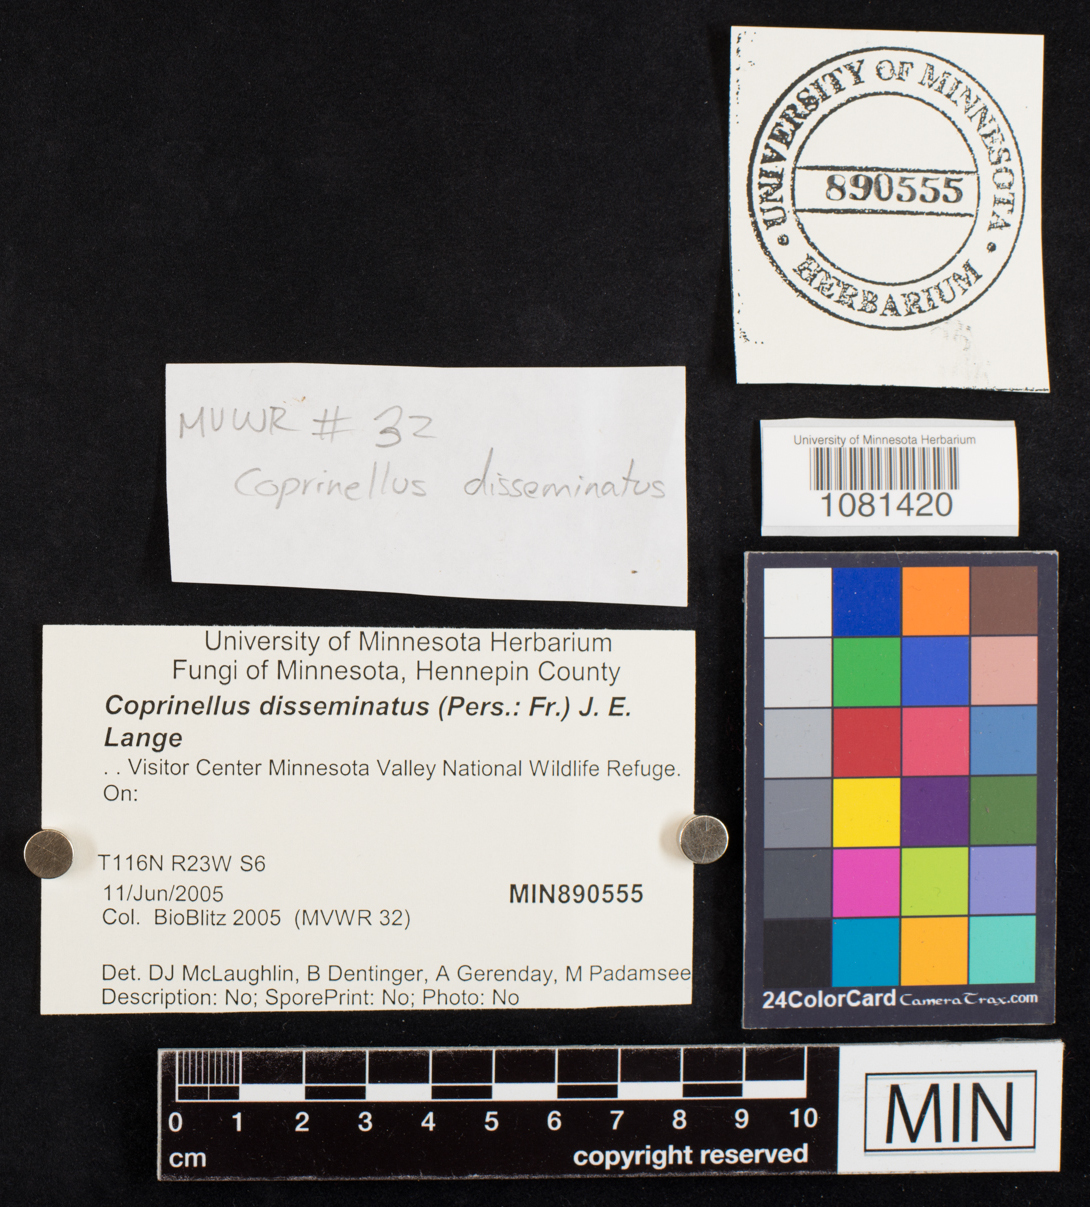 UNIVERSITY OF MINNESOTA
890555
HERBARIUM
MVWR # 32
Coprinellus disseminatus
University of Minnesota Herbarium
1081420
University of Minnesota Herbarium
Fungi of Minnesota, Hennepin County
Coprinellus disseminatus (Pers.: Fr.) J. E.
Lange
. . Visitor Center Minnesota Valley National Wildlife Refuge.
On:
T116N R23W S6
11/Jun/2005
MIN890555
Col. BioBlitz 2005 (MVWR 32)
Det. DJ McLaughlin, B Dentinger, A Gerenday, M Padamsee
Description: No; SporePrint: No; Photo: No
24ColorCard CameraTrax.com
0 1 2 3 4 5 6 7 8 9 10
cm
copyright reserved
MIN